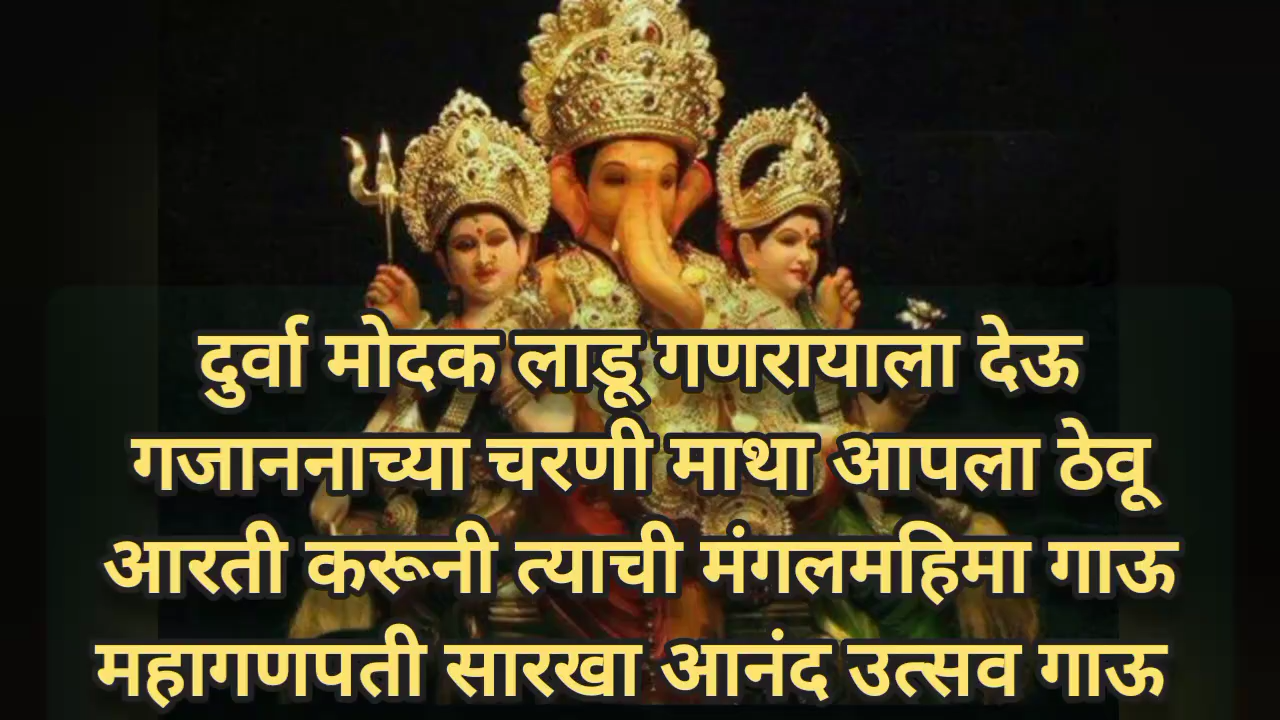 दुर्वा मोदक लाडू गणरायाला देऊ
गजाननाच्या चरणी माथा आपला ठेवू
आरती करूनी त्याची मंगलमहिमा गाऊ
महागणपती सारखा आनंद उत्सव गाऊ